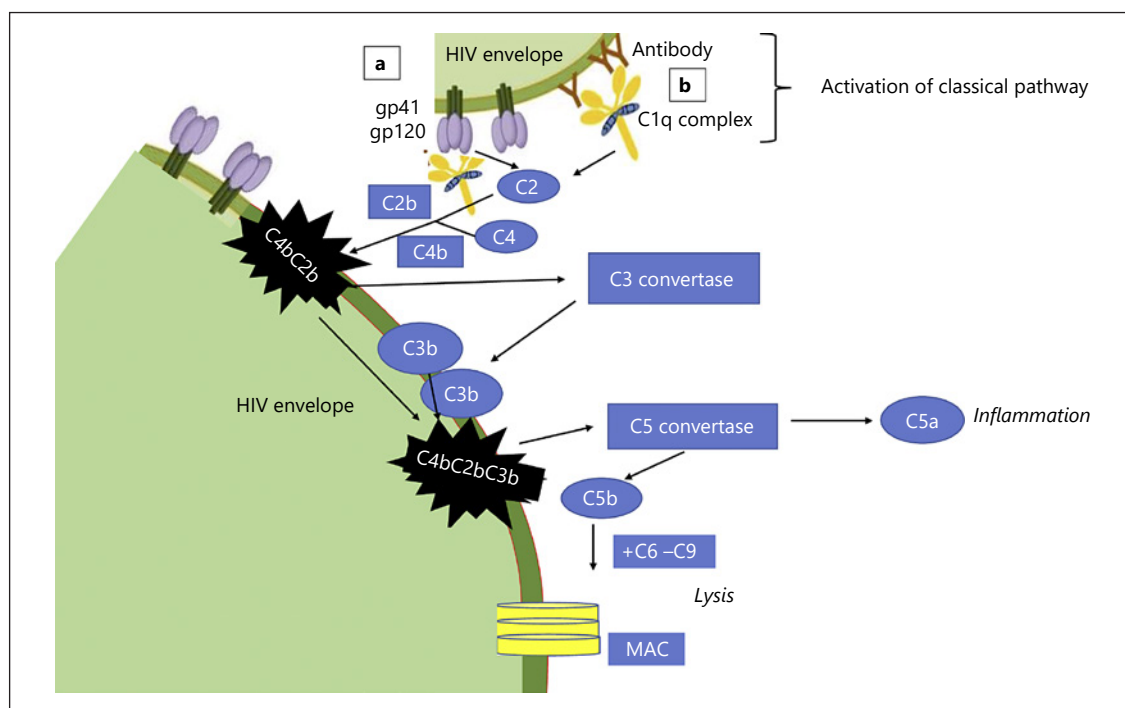 a
HIV envelope
Antibody
b
C1q complex
Activation of classical pathway
gp41
gp120
C2
C2b
C4
C4b
C4bC2b
C3 convertase
C3b
C3b
HIV envelope
C4bC2bC3b
C5 convertase
C5a
Inflammation
C5b
+C6 –C9
Lysis
MAC